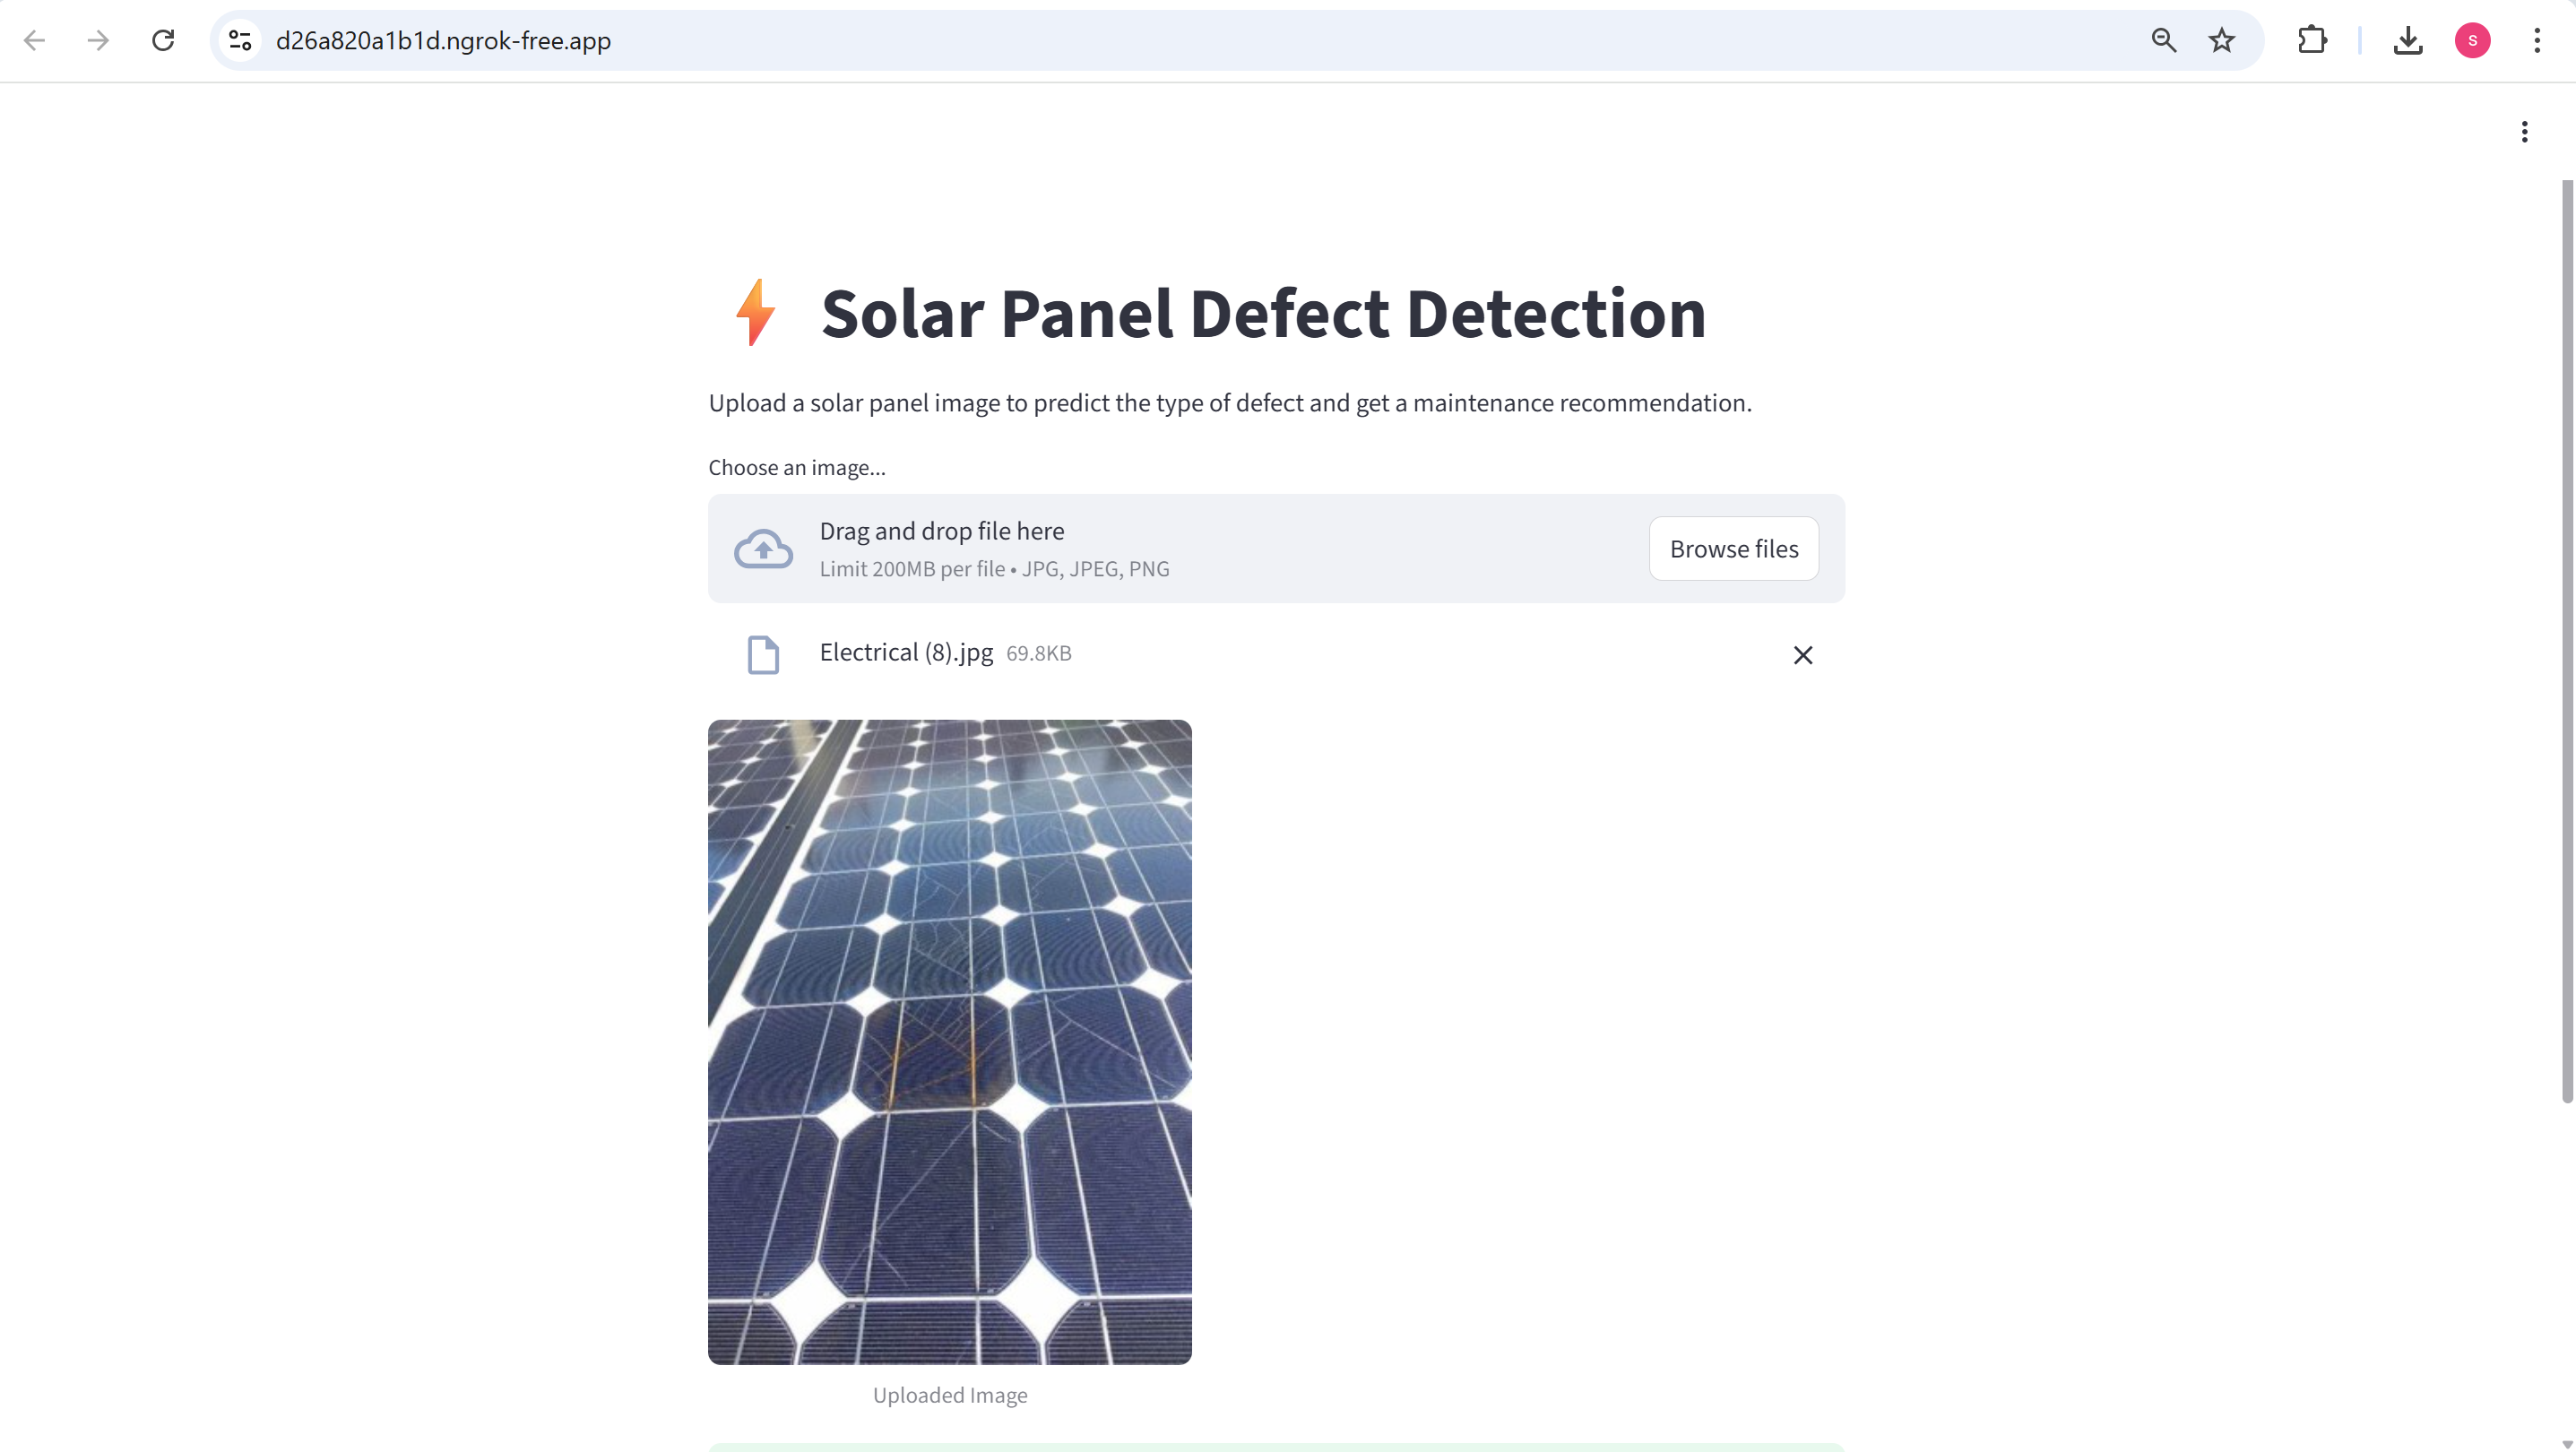 d26a820a1b1d.ngrok-free.app
S
⚡ Solar Panel Defect Detection
Upload a solar panel image to predict the type of defect and get a maintenance recommendation.
Choose an image...
Drag and drop file here
Limit 200MB per file • JPG, JPEG, PNG
Browse files
Electrical (8).jpg 69.8KB
Uploaded Image